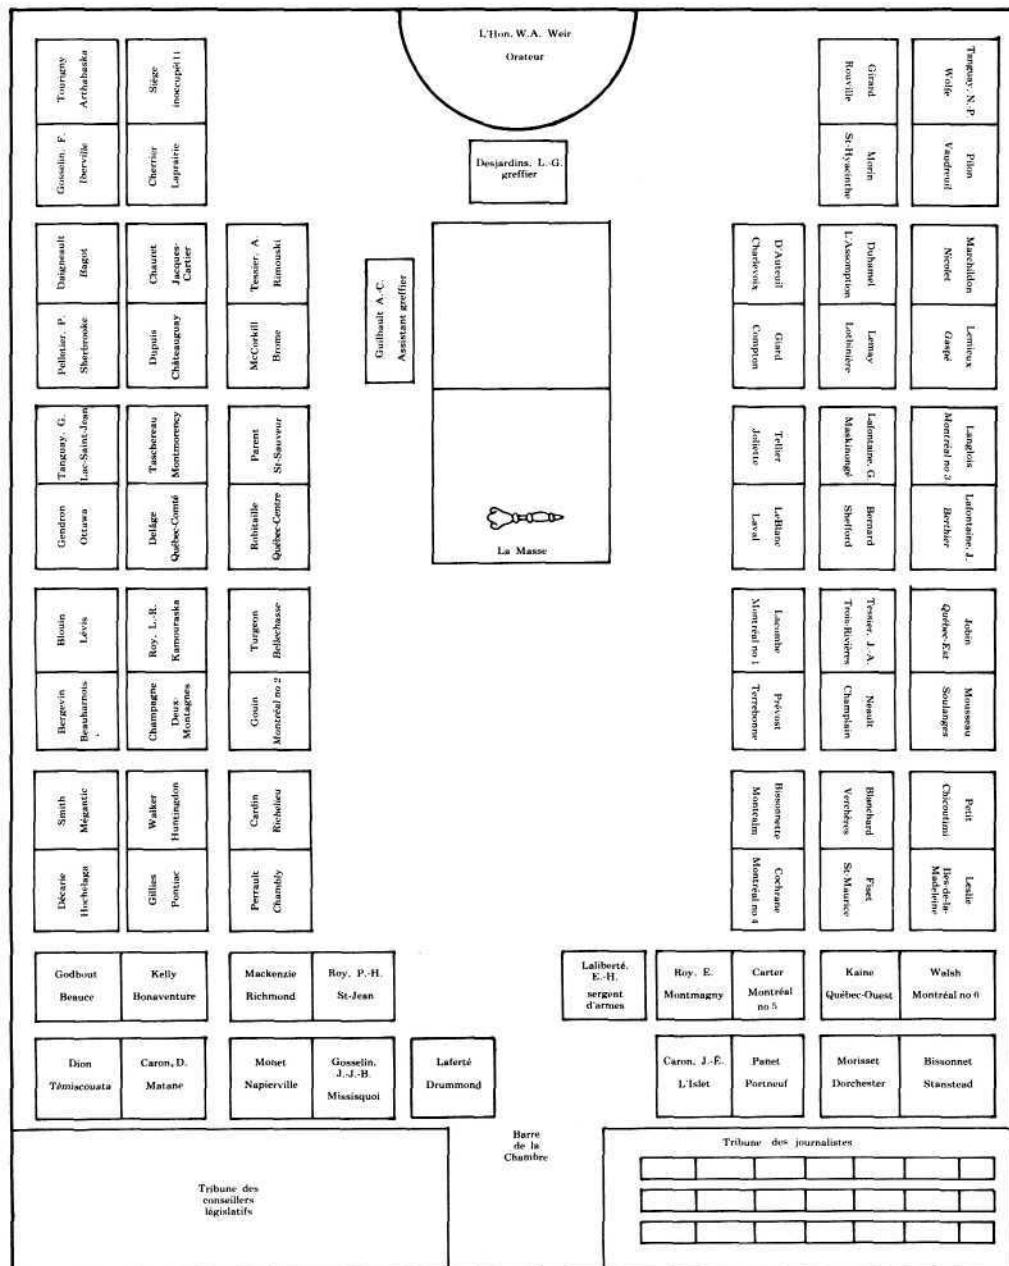 L'Hon. W.A. Weir
Orateur
Desjardins, L.-G.
greffier
Guilbault A.-C.
Assistant greffier
La Masse
Tourigny
Arthabaska
Siège
inoccupé(1)
Gosselin, F.
Iberville
Cherrier
Laprairie
Daigneault
Bagot
Chauret
Jacques-
Cartier
Tessier, A
Rimouski
Pelletier, P.
Sherbrooke
Dupuis
Châteauguay
McCorkill
Brome
Tanguay, G.
Lac-Saint-Jean
Taschereau
Montmorency
Parent
St-Sauveur
Gendron
Ottawa
Delâge
Québec-Comté
Robitaille
Québec-Centre
Blouin
Lévis
Roy, L.-R.
Kamouraska
Turgeon
Bellechasse
Bergevin
Beauharnois
Champagne
Deux-
Montagnes
Gouin
Montréal no 2
Smith
Mégantic
Walker
Huntingdon
Cardin
Richelieu
Décarie
Hochelaga
Gillies
Pontiac
Perrault
Chambly
Girard
Rouville
Tanguay, N.-P
Wolfe
Morin
St-Hyacinthe
Pilon
Vaudreuil
D'Auteuil
Charlevoix
Duhamel
L'Assomption
Marchildon
Nicolet
Giard
Compton
Lemay
Lotbinière
Lemieux
Gaspé
Tellier
Joliette
Lafontaine, G.
Maskinongé
Langlois
Montréal no 3
LeBlanc
Laval
Bernard
Shefford
Lafontaine, J.
Berthier
Lacombe
Montréal no 1
Tessier, J.-A.
Trois-Rivières
Jobin
Québec-Est
Prévost
Terrebonne
Neault
Champlain
Mousseau
Soulanges
Bissonnette
Montcalm
Blanchard
Verchères
Petit
Chicoutimi
Cochrane
Montréal no 4
Fiset
St-Maurice
Leslie
Iles-de-la-
Madeleine
Godbout
Beauce
Kelly
Bonaventure
Mackenzie
Richmond
Roy, P.-H.
St-Jean
Laliberté,
E.-H.
sergent
d'armes
Roy, E.
Montmagny
Carter
Montréal
no 5
Kaine
Québec-Ouest
Walsh
Montréal no 6
Dion
Témiscouata
Caron, D.
Matane
Monet
Napierville
Gosselin,
J.-J.-B.
Missisquoi
Laferté
Drummond
Caron, J.-É.
L'Islet
Panet
Portneuf
Morisset
Dorchester
Bissonnet
Stanstead
Tribune des
conseillers
législatifs
Barre
de la
Chambre
Tribune des journalistes